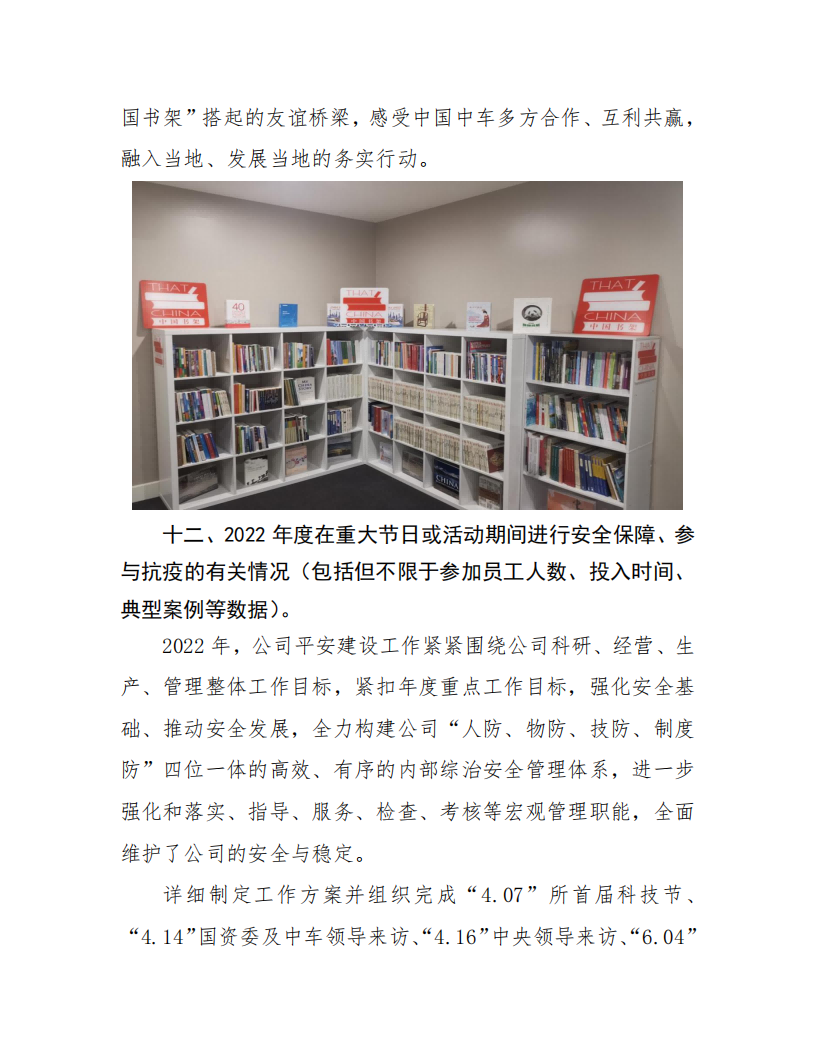 国书架”搭起的友谊桥梁，感受中国中车多方合作、互利共赢，
融入当地、发展当地的务实行动。
THAT'S
CHINA
中国书架
40
THAT'S
CHINA
中国书架
THAT'S
CHINA
中国书架
CHINA
十二、2022 年度在重大节日或活动期间进行安全保障、参
与抗疫的有关情况（包括但不限于参加员工人数、投入时间、
典型案例等数据）。
2022 年，公司平安建设工作紧紧围绕公司科研、经营、生
产、管理整体工作目标，紧扣年度重点工作目标，强化安全基
础、推动安全发展，全力构建公司“人防、物防、技防、制度
防”四位一体的高效、有序的内部综治安全管理体系，进一步
强化和落实、指导、服务、检查、考核等宏观管理职能，全面
维护了公司的安全与稳定。
详细制定工作方案并组织完成“4.07”所首届科技节、
“4.14”国资委及中车领导来访、“4.16”中央领导来访、“6.04”